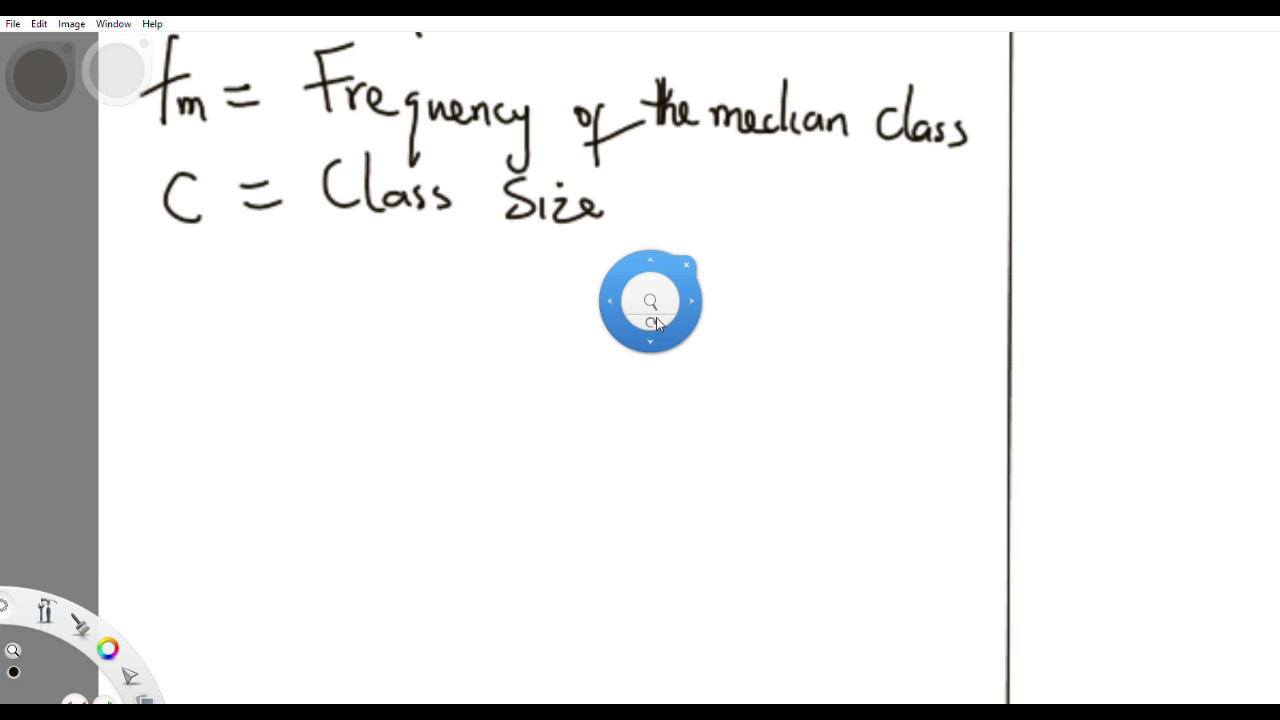 File Edit Image Window Help
fm = Frequency of the median class
C = Class Size